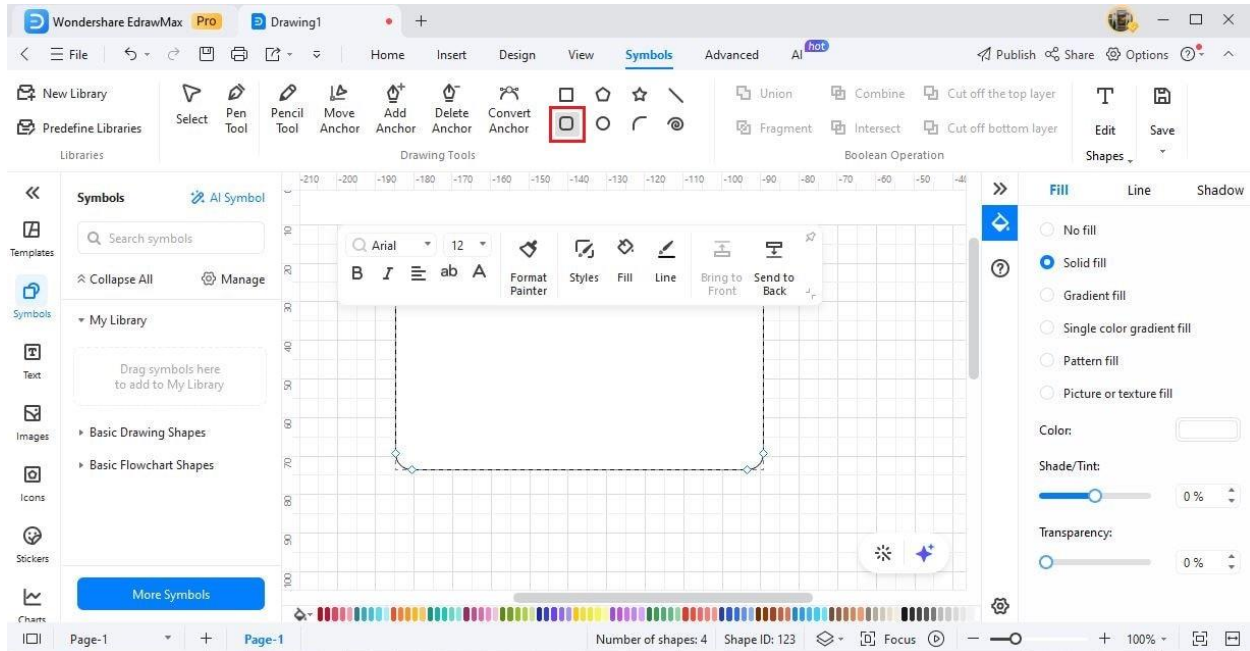 Wondershare EdrawMax Pro Drawing1
File Home Insert Design View Symbols Advanced AI hot Publish Share Options
New Library
Predefine Libraries
Libraries
Select
Pen Tool
Pencil Tool
Move Anchor
Add Anchor
Delete Anchor
Convert Anchor
Drawing Tools
Union Combine Cut off the top layer
Fragment Intersect Cut off bottom layer
Boolean Operation
Edit Shapes
Save
-210 -200 -190 -180 -170 -160 -150 -140 -130 -120 -110 -100 -90 -80 -70 -60 -50
Templates
Symbols
Text
Images
Icons
Stickers
Charts
Symbols AI Symbol
Search symbols
Collapse All Manage
My Library
Drag symbols here
to add to My Library
Basic Drawing Shapes
Basic Flowchart Shapes
More Symbols
30
40
50
60
70
80
90
100
Arial 12
B I ab A
Format Painter
Styles
Fill
Line
Bring to Front
Send to Back
Fill Line Shadow
No fill
Solid fill
Gradient fill
Single color gradient fill
Pattern fill
Picture or texture fill
Color:
Shade/Tint:
0 %
Transparency:
0 %
Page-1 Page-1 Number of shapes: 4 Shape ID: 123 Focus 100%